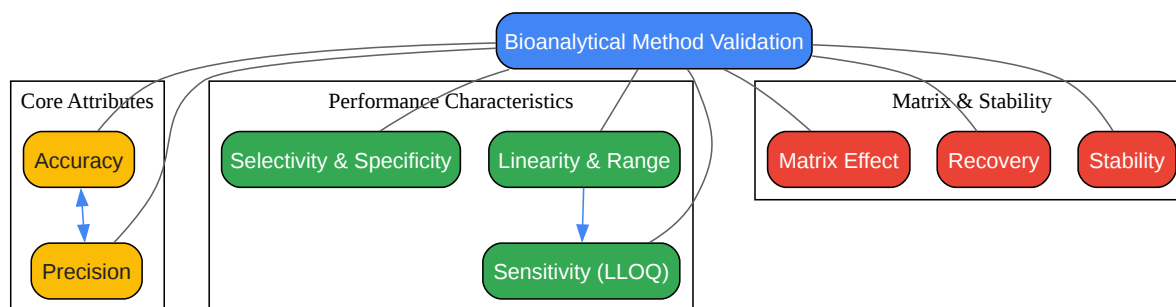 Bioanalytical Method Validation
Core Attributes
Performance Characteristics
Matrix & Stability
Accuracy
Selectivity & Specificity
Linearity & Range
Matrix Effect
Recovery
Stability
Precision
Sensitivity (LLOQ)